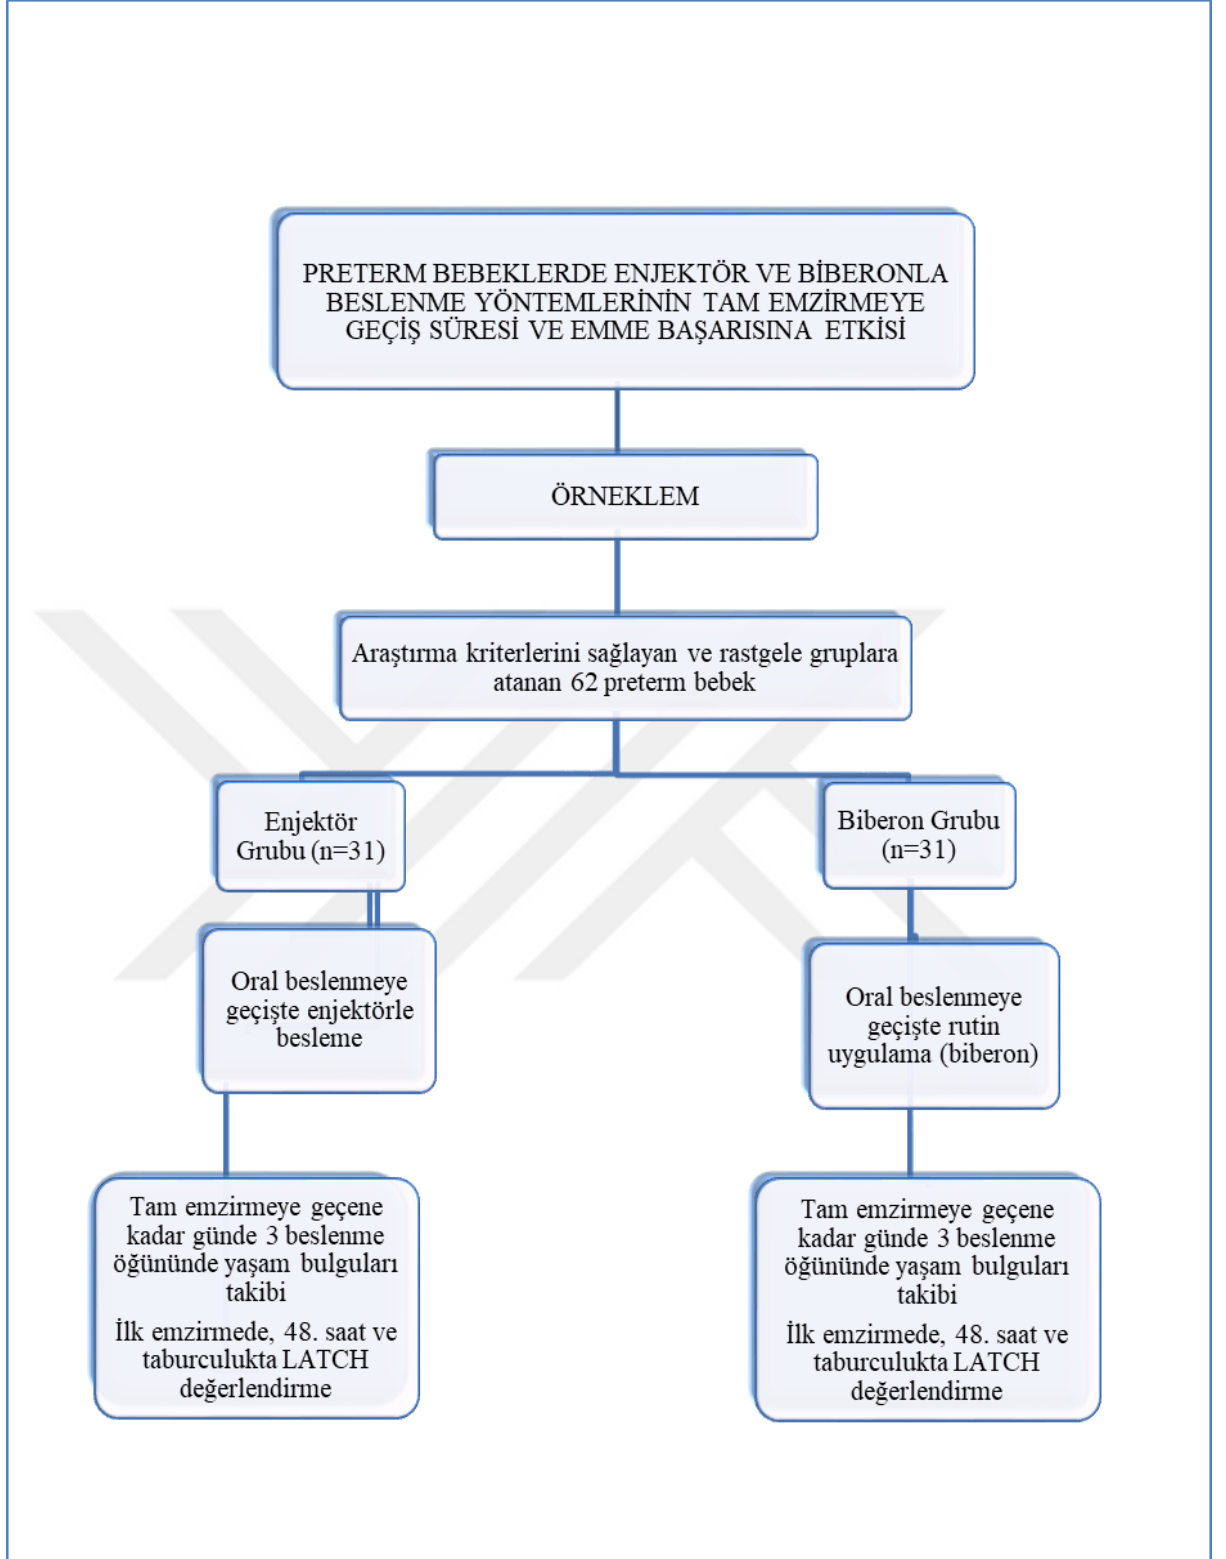 PRETERM BEBEKLERDE ENJEKTÖR VE BİBERONLA
BESLENME YÖNTEMLERİNİN TAM EMZİRMEYE
GEÇİŞ SÜRESİ VE EMME BAŞARISINA ETKİSİ
ÖRNEKLEM
Araştırma kriterlerini sağlayan ve rastgele gruplara
atanan 62 preterm bebek
Enjektör
Grubu (n=31)
Biberon Grubu
(n=31)
Oral beslenmeye
geçişte enjektörle
besleme
Oral beslenmeye
geçişte rutin
uygulama (biberon)
Tam emzirmeye geçene
kadar günde 3 beslenme
öğününde yaşam bulguları
takibi
İlk emzirmede, 48. saat ve
taburculukta LATCH
değerlendirme
Tam emzirmeye geçene
kadar günde 3 beslenme
öğününde yaşam bulguları
takibi
İlk emzirmede, 48. saat ve
taburculukta LATCH
değerlendirme